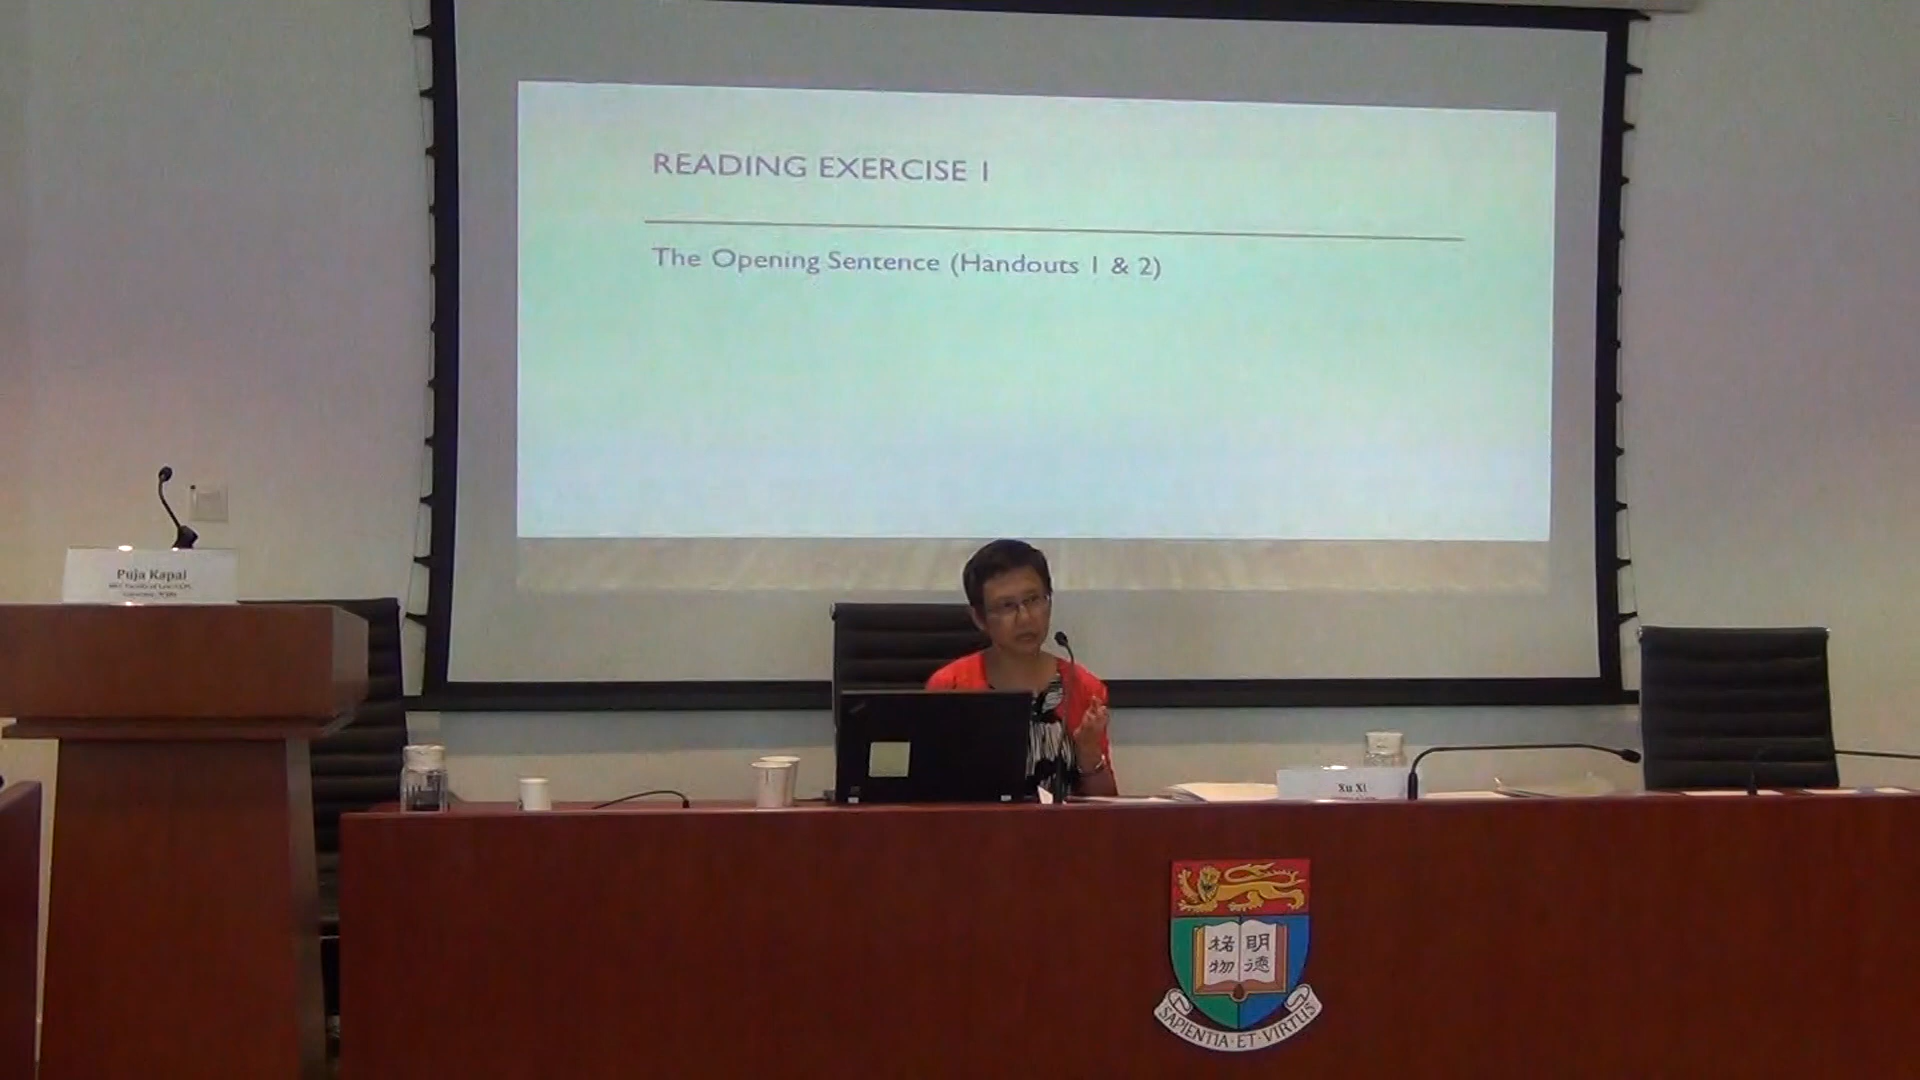 READING EXERCISE 1
The Opening Sentence (Handouts 1 & 2)
Puja Kapai
Xu Xi
格物
明德
SAPIENTIA·ET·VIRTUS